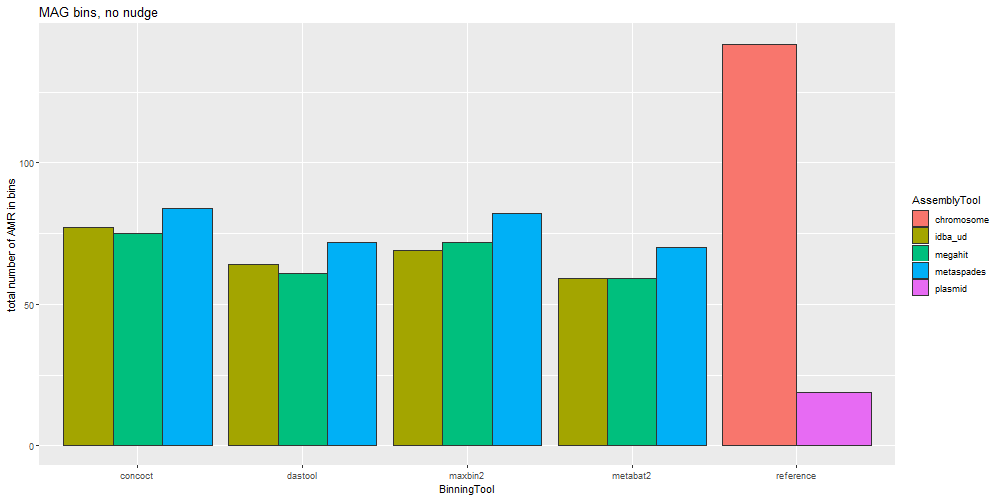 MAG bins, no nudge
total number of AMR in bins
100
50
0
concoct
dastool
maxbin2
metabat2
reference
BinningTool
AssemblyTool
chromosome
idba_ud
megahit
metaspades
plasmid